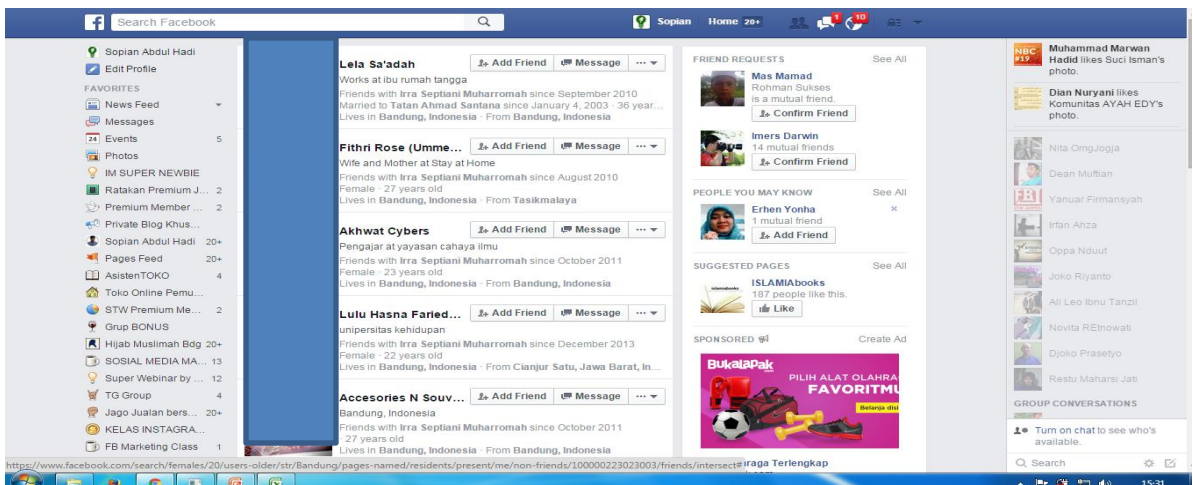 Search Facebook
Sopian Home 20+ 1 10
Sopian Abdul Hadi
Edit Profile
FAVORITES
News Feed
Messages
24 Events 5
Photos
IM SUPER NEWBIE
Ratakan Premium J... 2
Premium Member ... 2
Private Blog Khus...
Sopian Abdul Hadi 20+
Pages Feed 20+
AsistenTOKO 4
Toko Online Pemu...
STW Premium Me... 2
Grup BONUS
Hijab Muslimah Bdg 20+
SOSIAL MEDIA MA... 13
Super Webinar by ... 12
TG Group 4
Jago Jualan bers... 20+
KELAS INSTAGRA...
FB Marketing Class 1
Lela Sa'adah Add Friend Message ...
Works at ibu rumah tangga
Friends with Irra Septiani Muharromah since September 2010
Married to Tatan Ahmad Santana since January 4, 2003 · 36 year...
Lives in Bandung, Indonesia · From Bandung, Indonesia
Fithri Rose (Umme... Add Friend Message ...
Wife and Mother at Stay at Home
Friends with Irra Septiani Muharromah since August 2010
Female · 27 years old
Lives in Bandung, Indonesia · From Tasikmalaya
Akhwat Cybers Add Friend Message ...
Pengajar at yayasan cahaya ilmu
Friends with Irra Septiani Muharromah since October 2011
Female · 23 years old
Lives in Bandung, Indonesia · From Bandung, Indonesia
Lulu Hasna Faried... Add Friend Message ...
unipersitas kehidupan
Friends with Irra Septiani Muharromah since December 2013
Female · 22 years old
Lives in Bandung, Indonesia · From Cianjur Satu, Jawa Barat, In...
Accesories N Souv... Add Friend Message ...
Bandung, Indonesia
Friends with Irra Septiani Muharromah since October 2011
· 27 years old
Lives in Bandung, Indonesia · From Bandung, Indonesia
FRIEND REQUESTS See All
Mas Mamad
Rohman Sukses
is a mutual friend.
Confirm Friend
Imers Darwin
14 mutual friends
Confirm Friend
PEOPLE YOU MAY KNOW See All
Erhen Yonha
1 mutual friend
Add Friend
SUGGESTED PAGES See All
ISLAMIAbooks
187 people like this.
Like
SPONSORED Create Ad
BukaLapak
PILIH ALAT OLAHRA
FAVORITMU
Belanja disi
raga Terlengkap
NBC #19
Muhammad Marwan
Hadid likes Suci Isman's
photo.
Dian Nuryani likes
Komunitas AYAH EDY's
photo.
Nita OmgJogja
Dean Muftian
Yanuar Firmansyah
Irfan Ahza
Oppa Nduut
Joko Riyanto
Ali Leo Ibnu Tanzil
Novita REtnowati
Djoko Prasetyo
Restu Maharsi Jati
GROUP CONVERSATIONS
Turn on chat to see who's
available.
Search
https://www.facebook.com/search/females/20/users-older/str/Bandung/pages-named/residents/present/me/non-friends/100000223023003/friends/intersect#
15:31